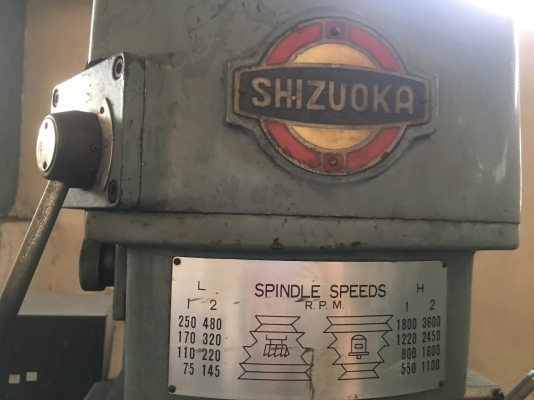 SHIZUOKA
L SPINDLE SPEEDS H
1 2 R.P.M. 1 2
250 480 1800 3600
170 320 1220 2450
110 220 800 1600
75 145 550 1100